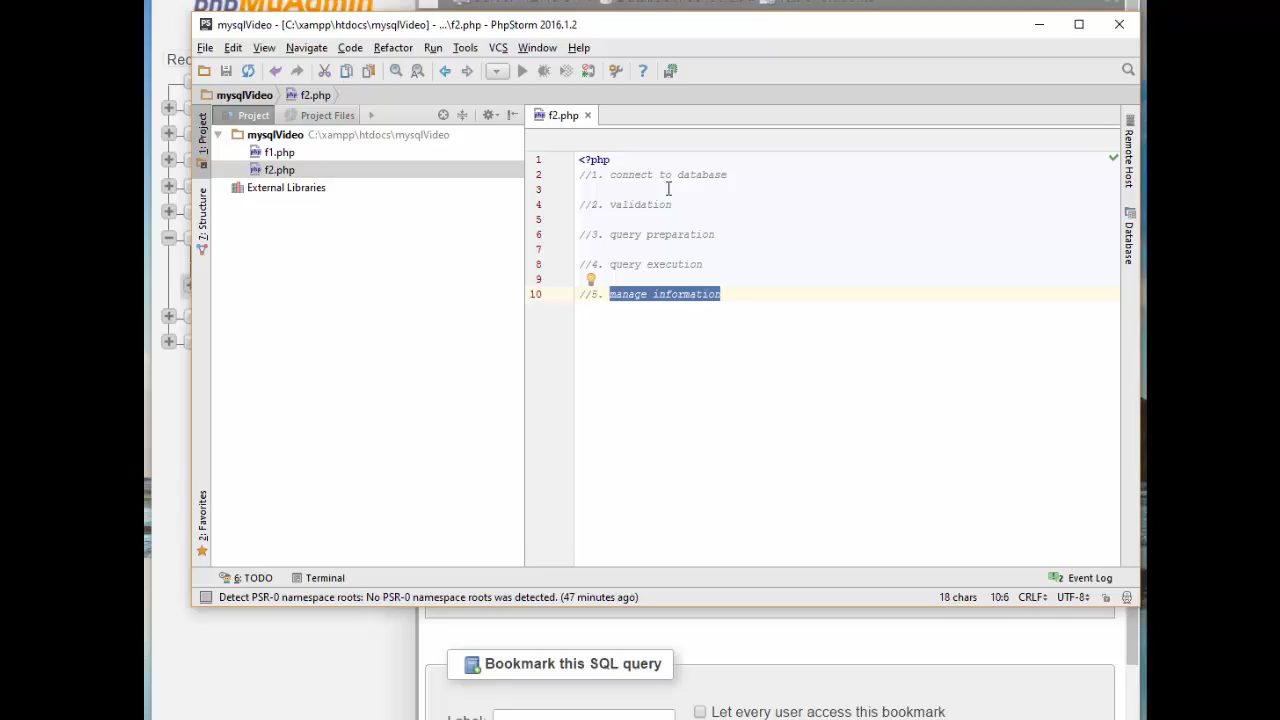 phpMyAdmin
Rec
mysqlVideo - [C:\xampp\htdocs\mysqlVideo] - ...\f2.php - PhpStorm 2016.1.2
File Edit View Navigate Code Refactor Run Tools VCS Window Help
mysqlVideo f2.php
Project Project Files
f2.php
mysqlVideo C:\xampp\htdocs\mysqlVideo
f1.php
f2.php
External Libraries
1: Project
7: Structure
2: Favorites
1 <?php
2 //1. connect to database
3
4 //2. validation
5
6 //3. query preparation
7
8 //4. query execution
9
10 //5. manage information
Remote Host
Database
6: TODO Terminal
2 Event Log
Detect PSR-0 namespace roots: No PSR-0 namespace roots was detected. (47 minutes ago) 18 chars 10:6 CRLF UTF-8
Bookmark this SQL query
Label: Let every user access this bookmark